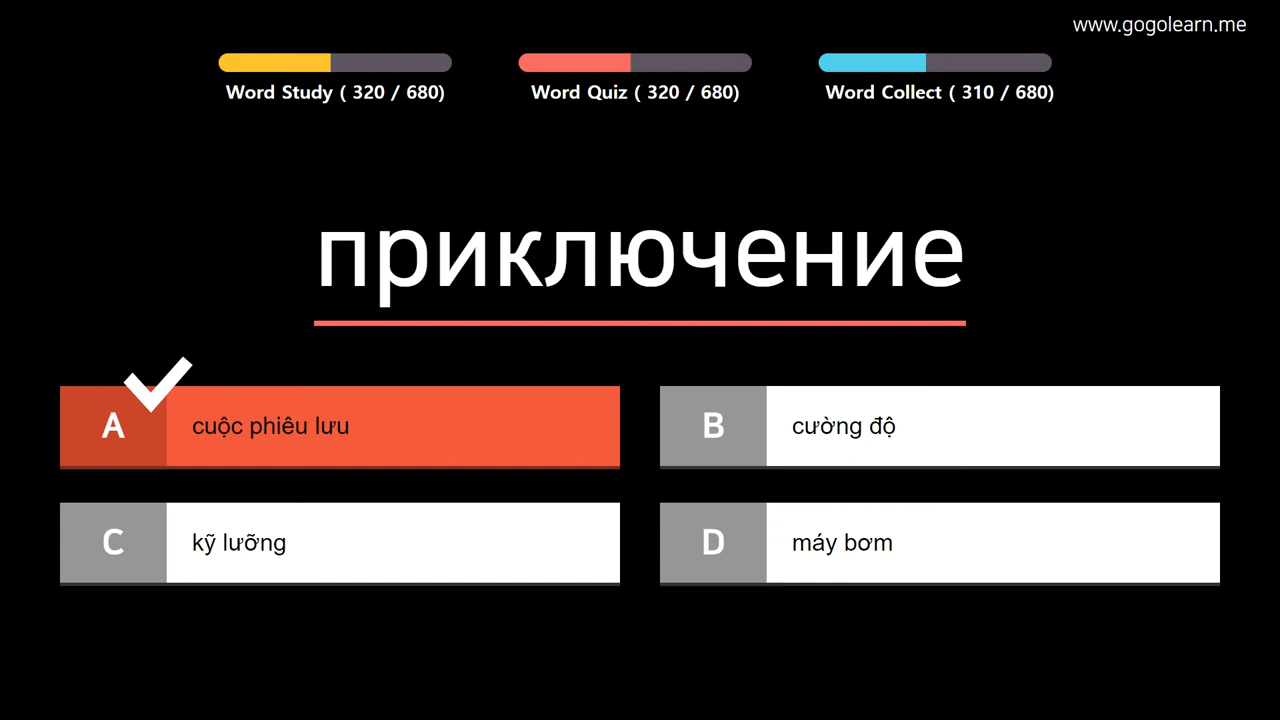 www.gogolearn.me
Word Study ( 320 / 680)
Word Quiz ( 320 / 680)
Word Collect ( 310 / 680)
приключение
A cuộc phiêu lưu
B cường độ
C kỹ lưỡng
D máy bơm